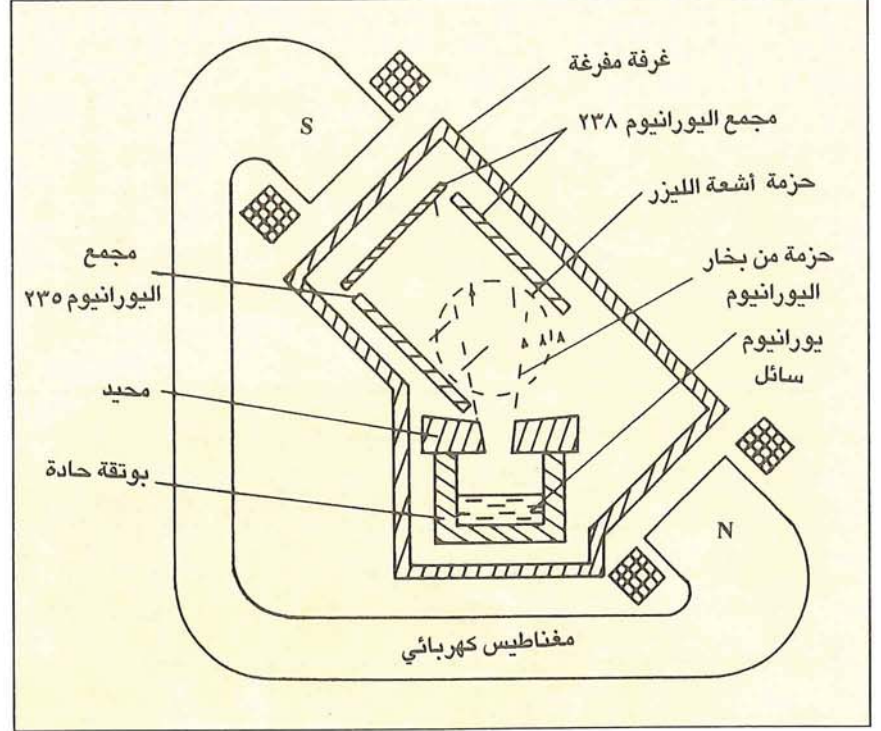 غرفة مفرغة
مجمع اليورانيوم ٢٣٨
حزمة أشعة الليزر
حزمة من بخار
اليورانيوم
يورانيوم
سائل
مجمع
اليورانيوم ٢٣٥
محيد
بوتقة حادة
مغناطيس كهربائي
S
N